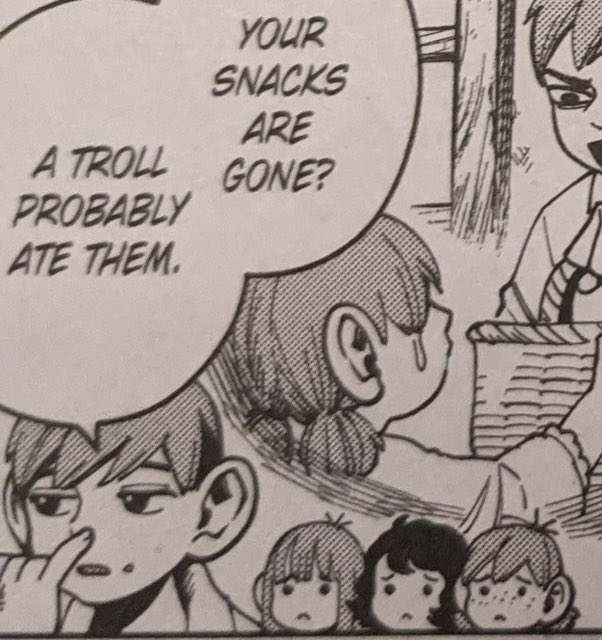 YOUR
SNACKS
ARE
GONE?
A TROLL
PROBABLY
ATE THEM.